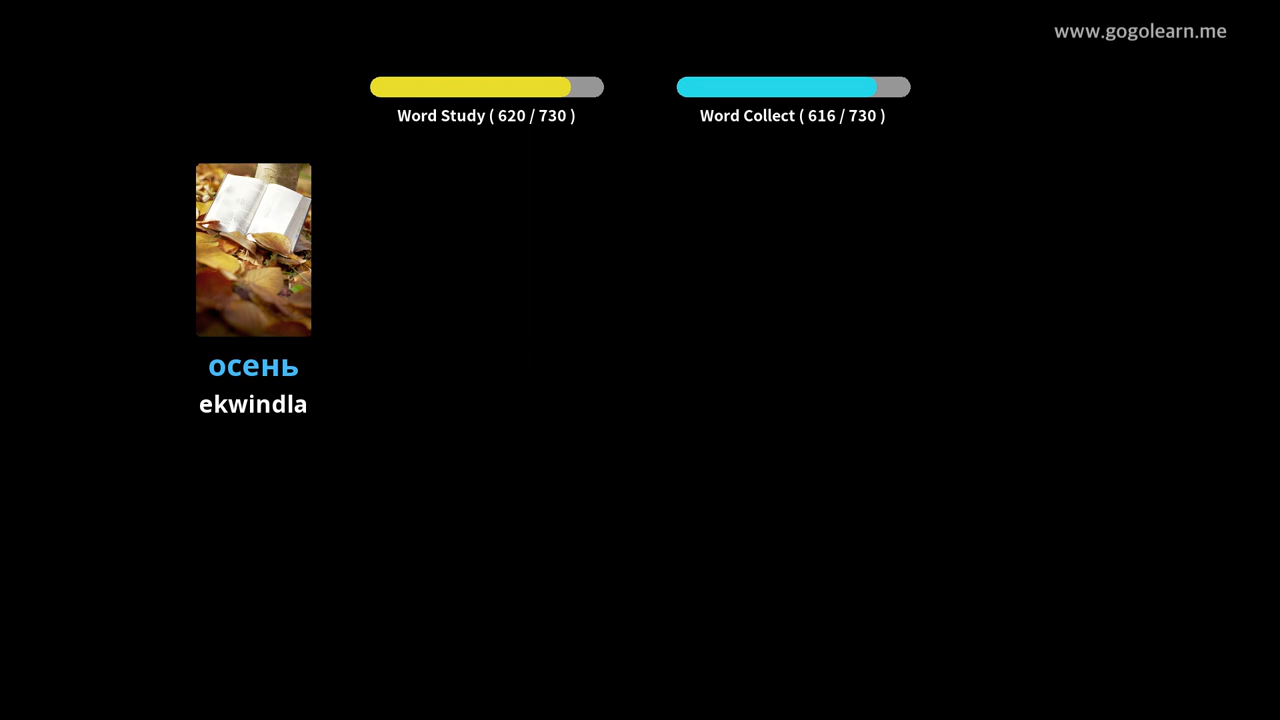 www.gogolearn.me
Word Study ( 620 / 730 )
Word Collect ( 616 / 730 )
осень
ekwindla